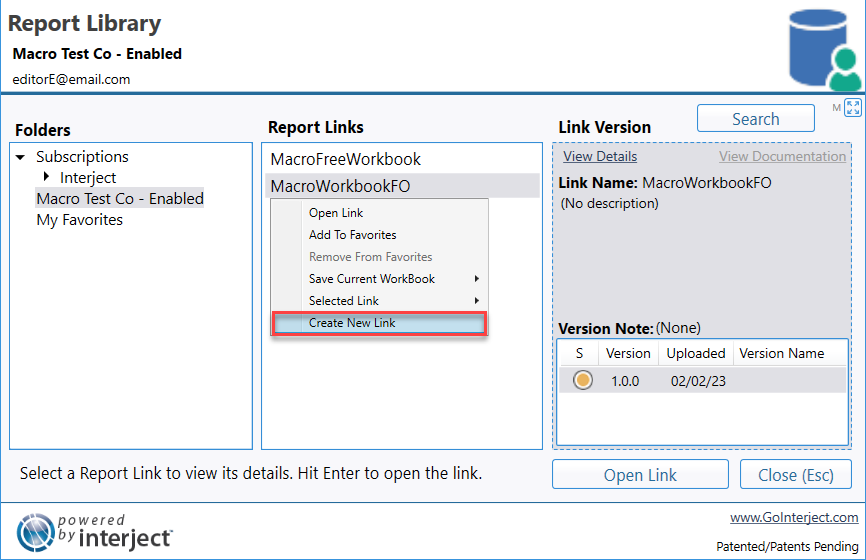 Report Library
Macro Test Co - Enabled
editorE@email.com
M
Folders
Subscriptions
Interject
Macro Test Co - Enabled
My Favorites
Report Links
MacroFreeWorkbook
MacroWorkbookFO
Open Link
Add To Favorites
Remove From Favorites
Save Current WorkBook
Selected Link
Create New Link
Link Version
Search
View Details View Documentation
Link Name: MacroWorkbookFO
(No description)
Version Note: (None)
S Version Uploaded Version Name
1.0.0 02/02/23
Select a Report Link to view its details. Hit Enter to open the link.
Open Link
Close (Esc)
powered
by interject™
www.GoInterject.com
Patented/Patents Pending